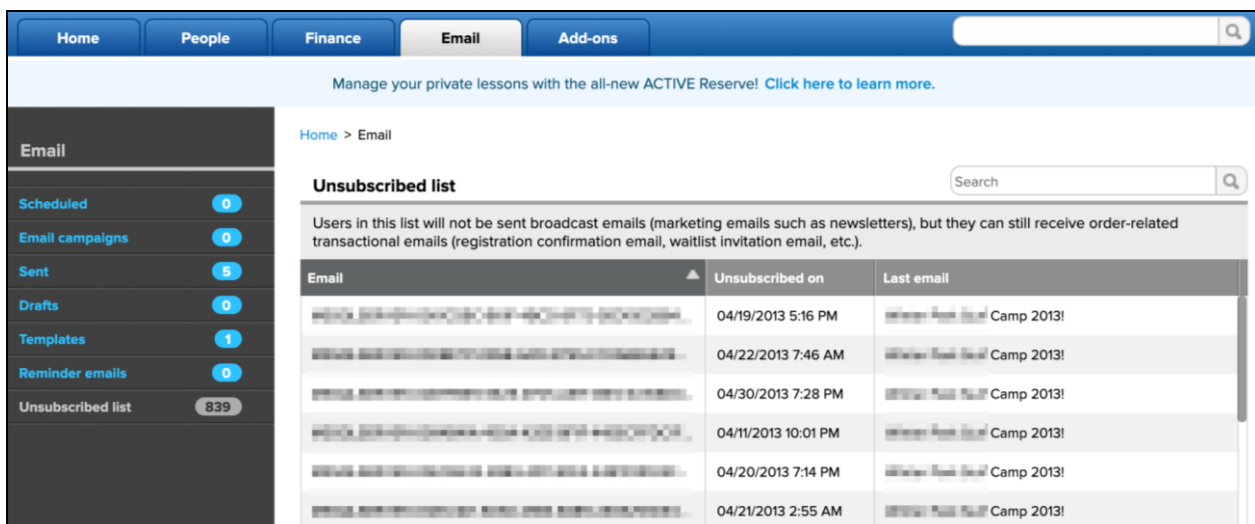 Home People Finance Email Add-ons
Manage your private lessons with the all-new ACTIVE Reserve! Click here to learn more.
Email
Scheduled 0
Email campaigns 0
Sent 5
Drafts 0
Templates 1
Reminder emails 0
Unsubscribed list 839
Home > Email
Unsubscribed list Search
Users in this list will not be sent broadcast emails (marketing emails such as newsletters), but they can still receive order-related
transactional emails (registration confirmation email, waitlist invitation email, etc.).
Email Unsubscribed on Last email
04/19/2013 5:16 PM Camp 2013!
04/22/2013 7:46 AM Camp 2013!
04/30/2013 7:28 PM Camp 2013!
04/11/2013 10:01 PM Camp 2013!
04/20/2013 7:14 PM Camp 2013!
04/21/2013 2:55 AM Camp 2013!